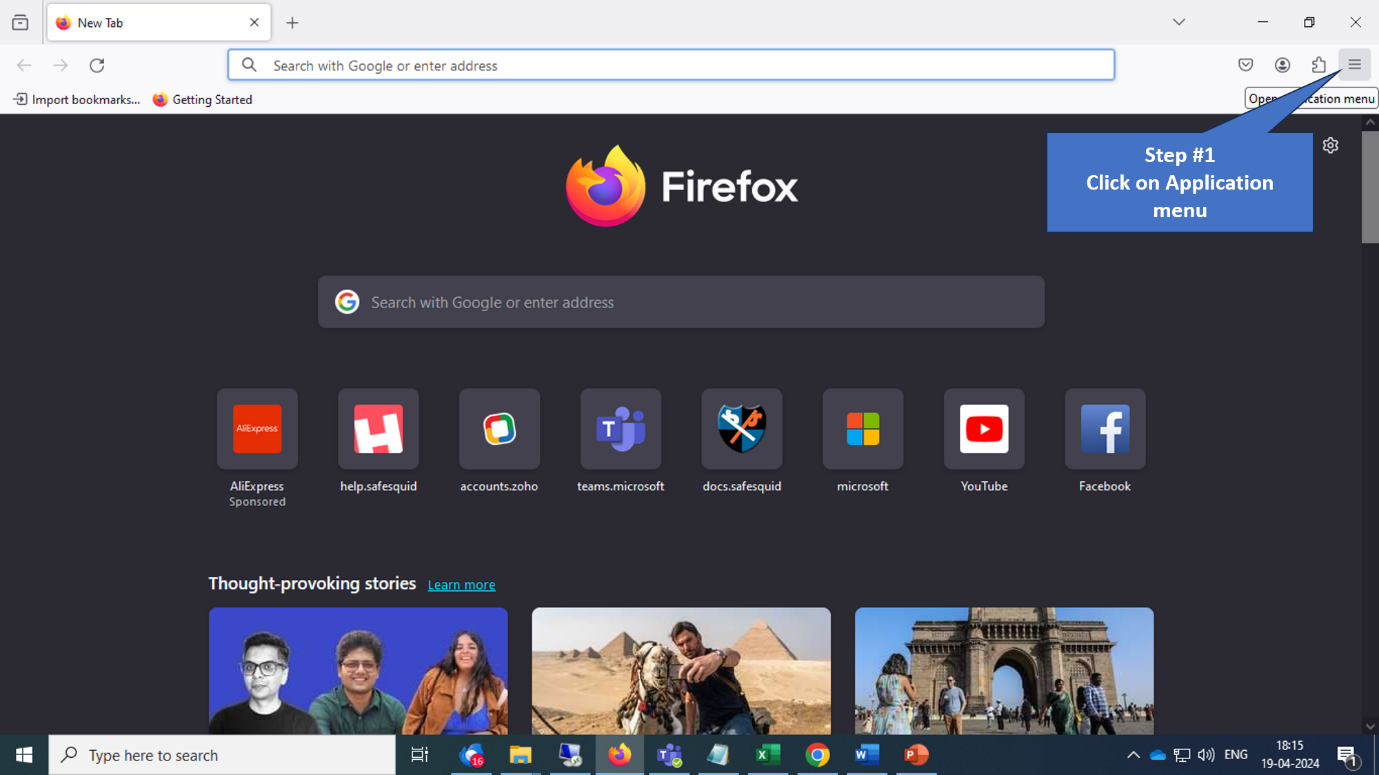 New Tab
Search with Google or enter address
Import bookmarks...
Getting Started
Open
cation menu
Step #1
Click on Application
menu
Firefox
Search with Google or enter address
AliExpress
AliExpress
Sponsored
help.safesquid
accounts.zoho
T
teams.microsoft
docs.safesquid
microsoft
YouTube
Facebook
Thought-provoking stories
Learn more
Type here to search
16
ENG
18:15
19-04-2024
1